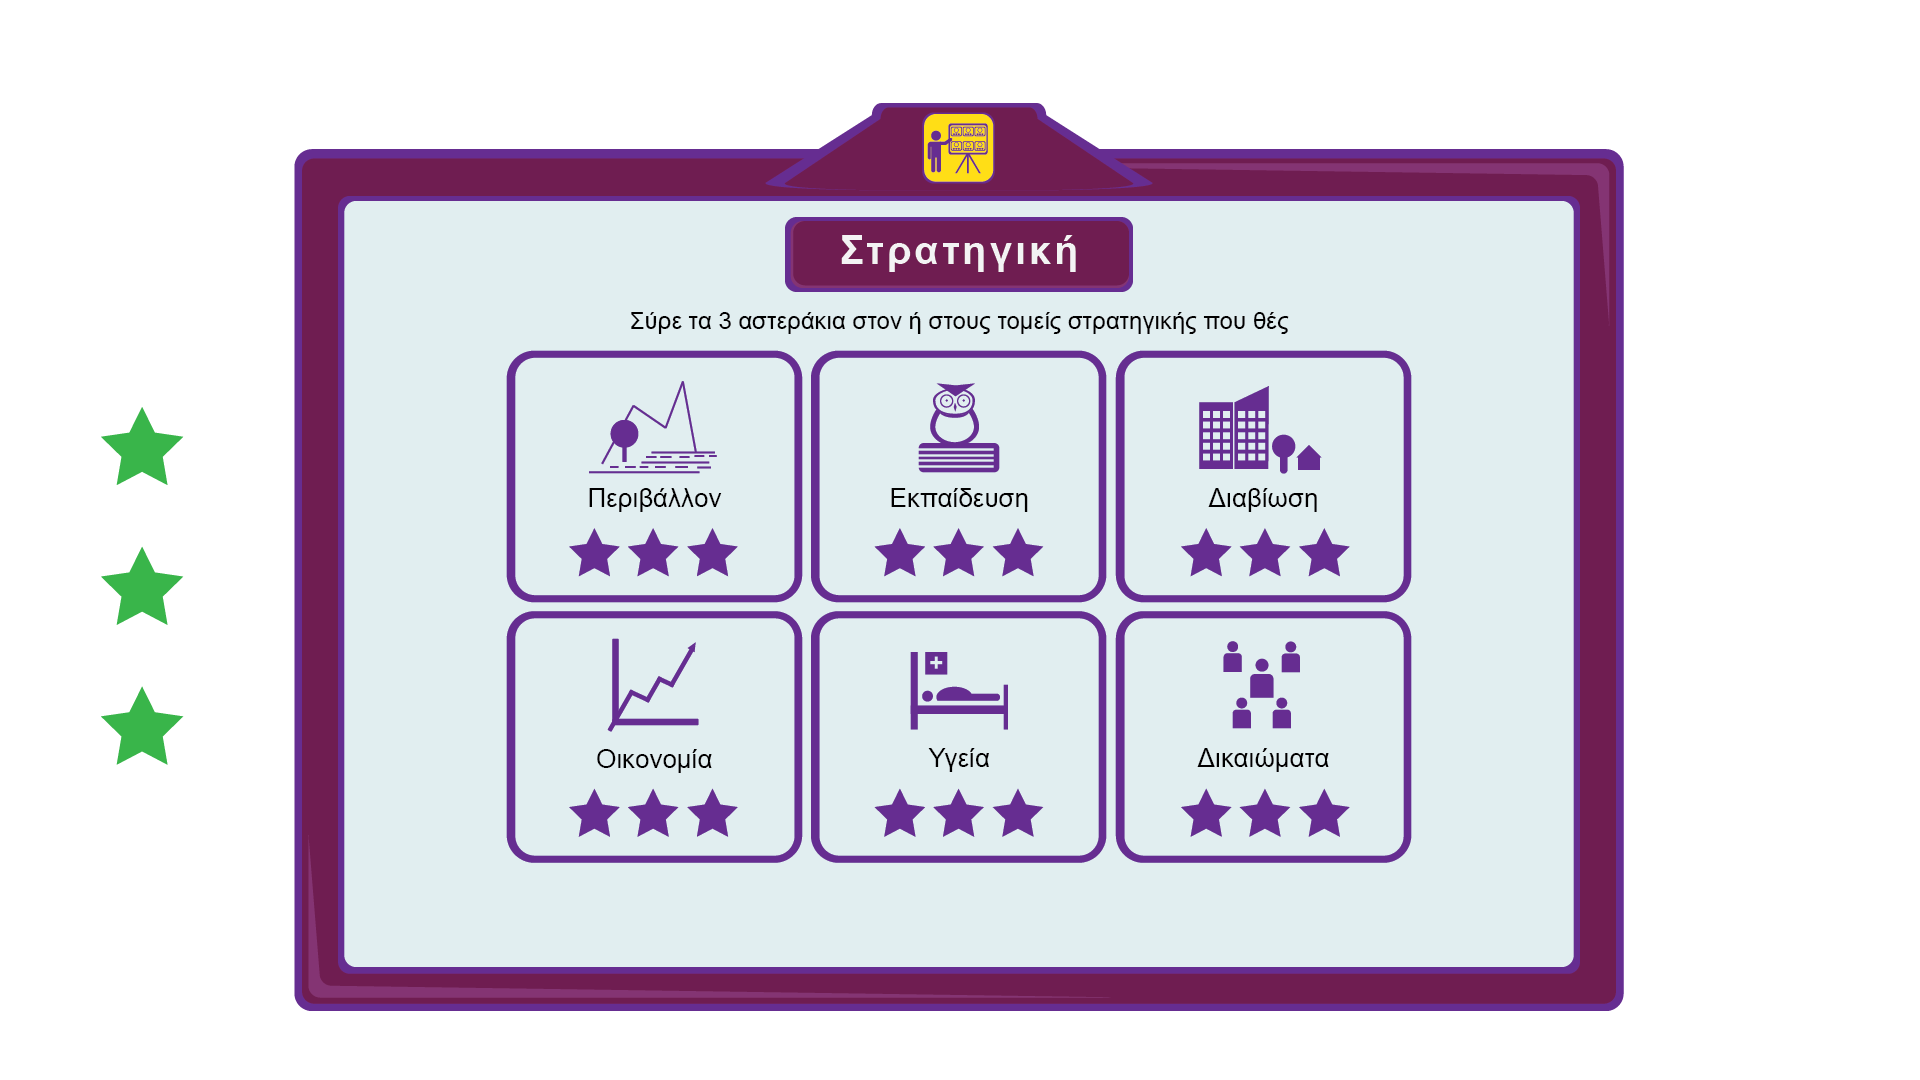 Στρατηγική
Σύρε τα 3 αστεράκια στον ή στους τομείς στρατηγικής που θές
Περιβάλλον
Εκπαίδευση
Διαβίωση
Οικονομία
Υγεία
Δικαιώματα